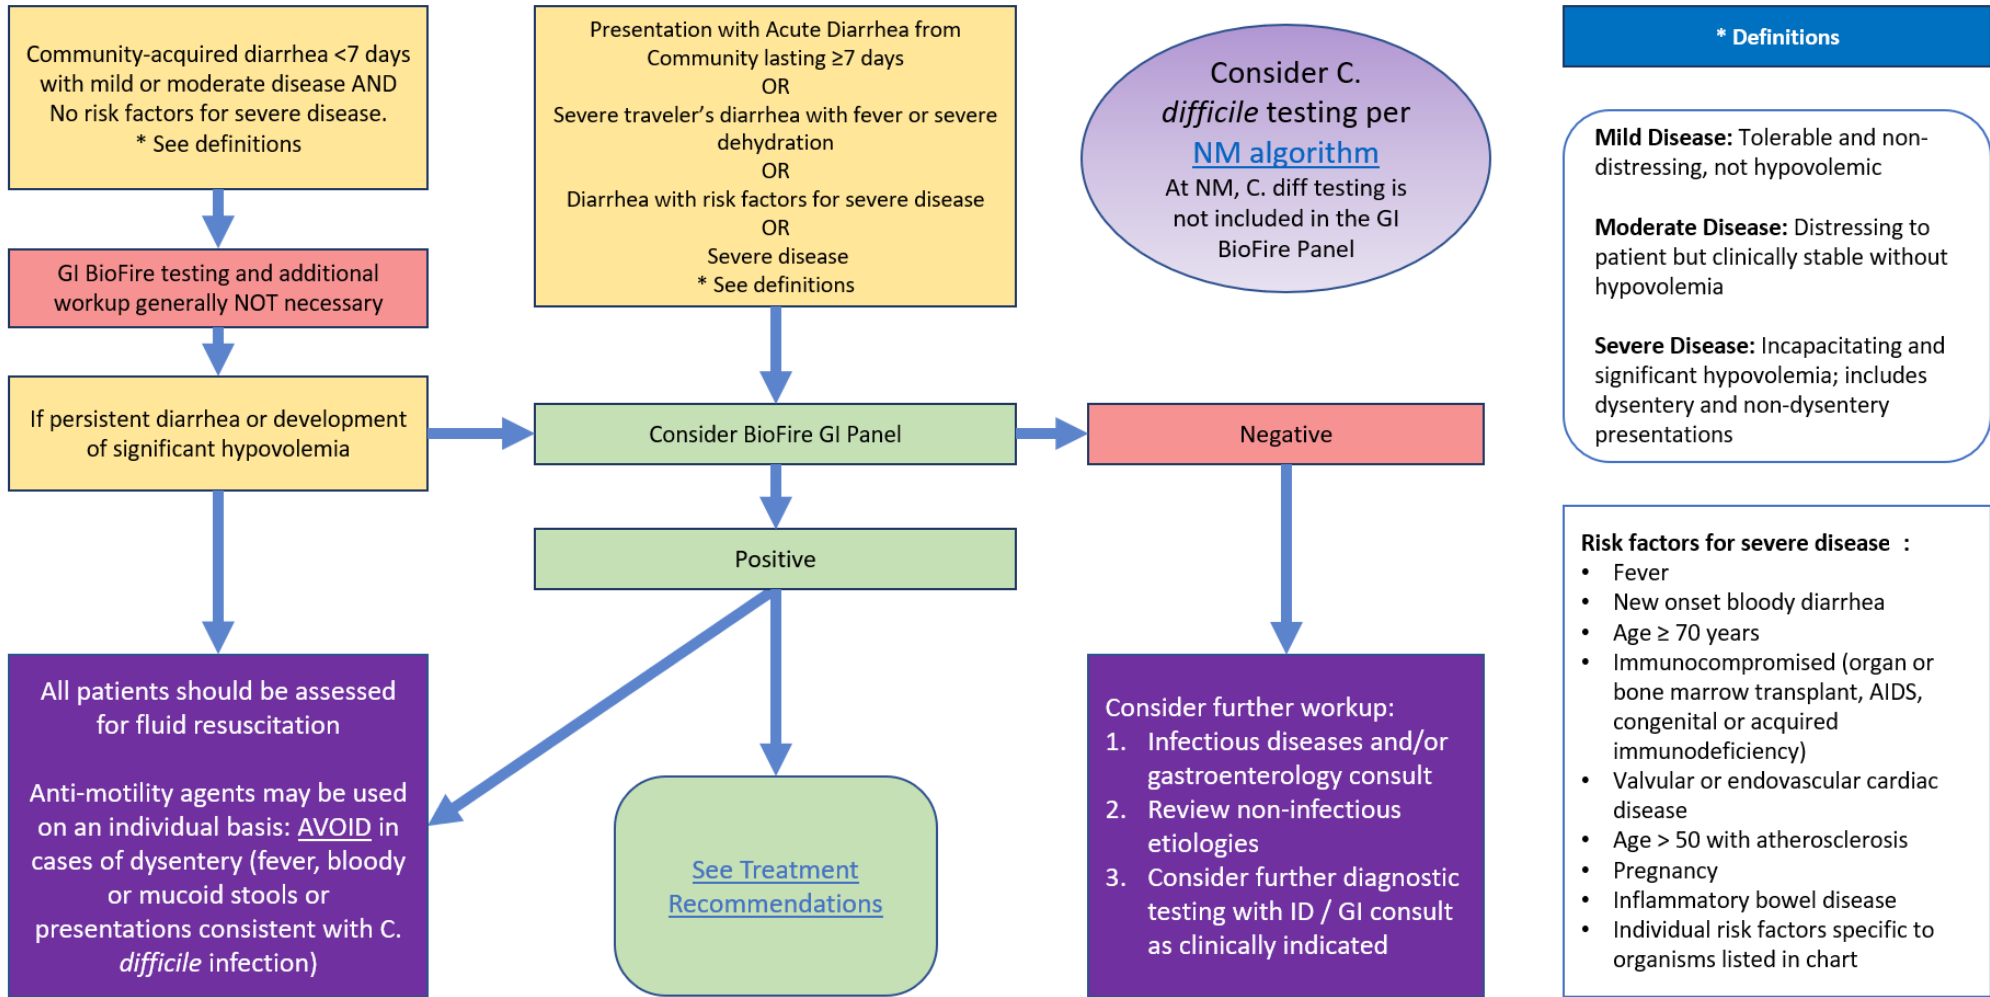 Community-acquired diarrhea <7 days
with mild or moderate disease AND
No risk factors for severe disease.
* See definitions
GI BioFire testing and additional
workup generally NOT necessary
If persistent diarrhea or development
of significant hypovolemia
All patients should be assessed
for fluid resuscitation
Anti-motility agents may be used
on an individual basis: AVOID in
cases of dysentery (fever, bloody
or mucoid stools or
presentations consistent with C.
difficile infection)
Presentation with Acute Diarrhea from
Community lasting ≥7 days
OR
Severe traveler’s diarrhea with fever or severe
dehydration
OR
Diarrhea with risk factors for severe disease
OR
Severe disease
* See definitions
Consider BioFire GI Panel
Positive
See Treatment
Recommendations
Consider C.
difficile testing per
NM algorithm
At NM, C. diff testing is
not included in the GI
BioFire Panel
Negative
Consider further workup:
1. Infectious diseases and/or
gastroenterology consult
2. Review non-infectious
etiologies
3. Consider further diagnostic
testing with ID / GI consult
as clinically indicated
* Definitions
Mild Disease: Tolerable and non-
distressing, not hypovolemic
Moderate Disease: Distressing to
patient but clinically stable without
hypovolemia
Severe Disease: Incapacitating and
significant hypovolemia; includes
dysentery and non-dysentery
presentations
Risk factors for severe disease :
• Fever
• New onset bloody diarrhea
• Age ≥ 70 years
• Immunocompromised (organ or
bone marrow transplant, AIDS,
congenital or acquired
immunodeficiency)
• Valvular or endovascular cardiac
disease
• Age > 50 with atherosclerosis
• Pregnancy
• Inflammatory bowel disease
• Individual risk factors specific to
organisms listed in chart